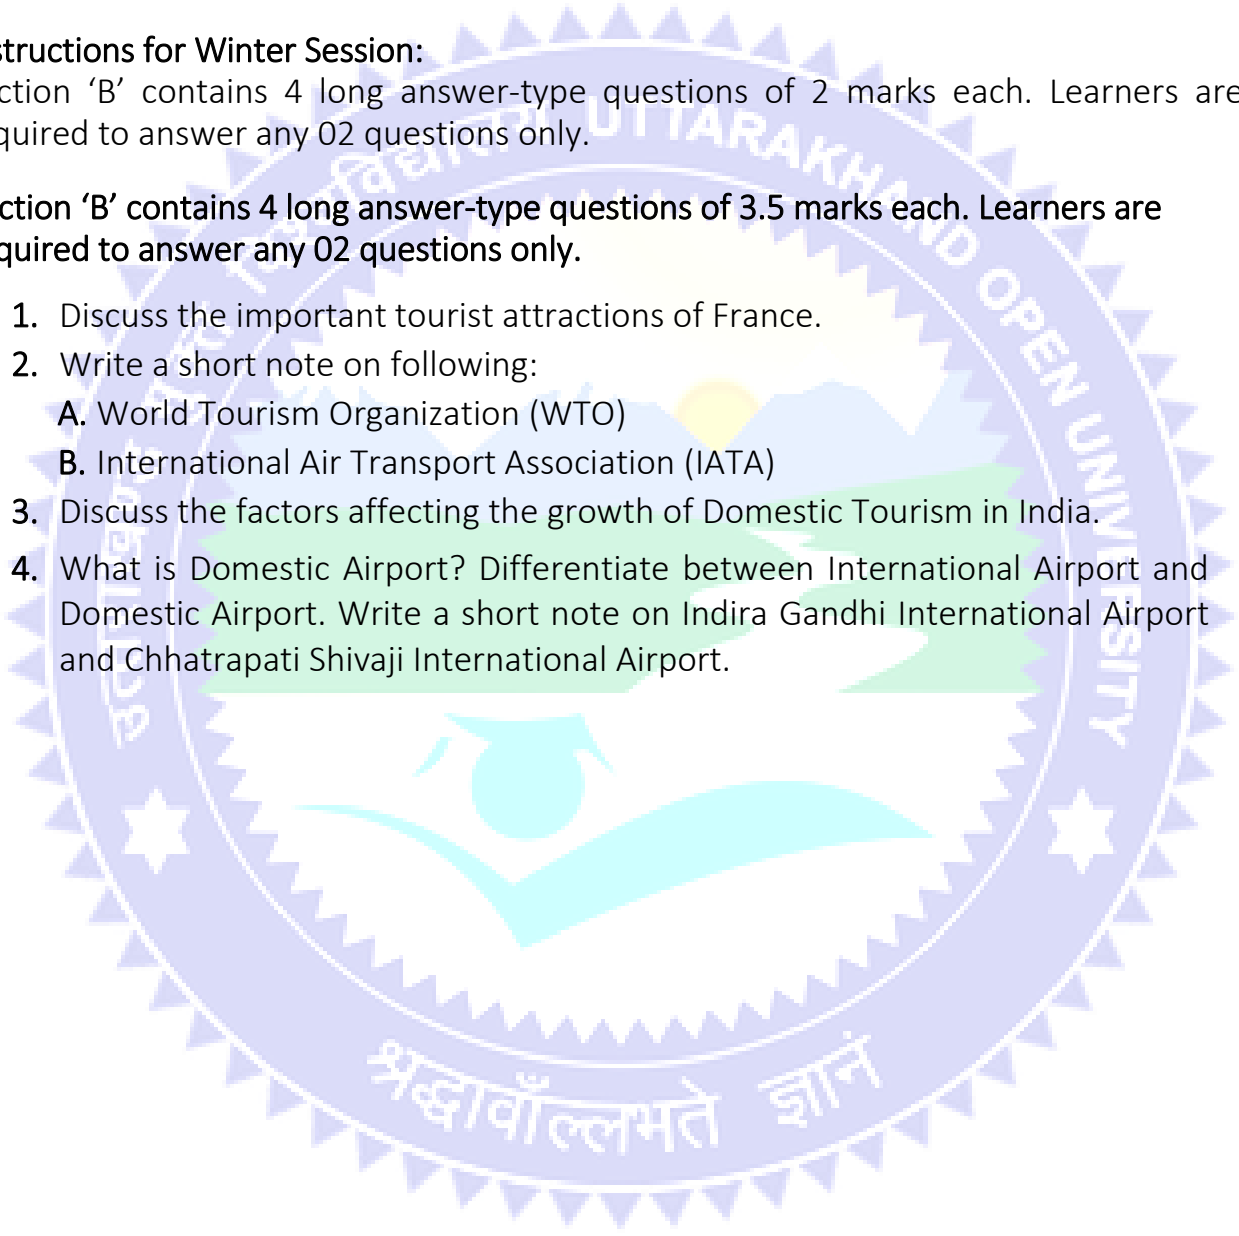 structions for Winter Session:
ction ‘B’ contains 4 long answer-type questions of 2 marks each. Learners are
quired to answer any 02 questions only.
ction ‘B’ contains 4 long answer-type questions of 3.5 marks each. Learners are
quired to answer any 02 questions only.
1. Discuss the important tourist attractions of France.
2. Write a short note on following:
A. World Tourism Organization (WTO)
B. International Air Transport Association (IATA)
3. Discuss the factors affecting the growth of Domestic Tourism in India.
4. What is Domestic Airport? Differentiate between International Airport and
Domestic Airport. Write a short note on Indira Gandhi International Airport
and Chhatrapati Shivaji International Airport.
UTTARAKHAND OPEN UNIVERSITY
उत्तराखण्ड मुक्त विश्वविद्यालय
श्रद्धावाँल्लभते ज्ञानं